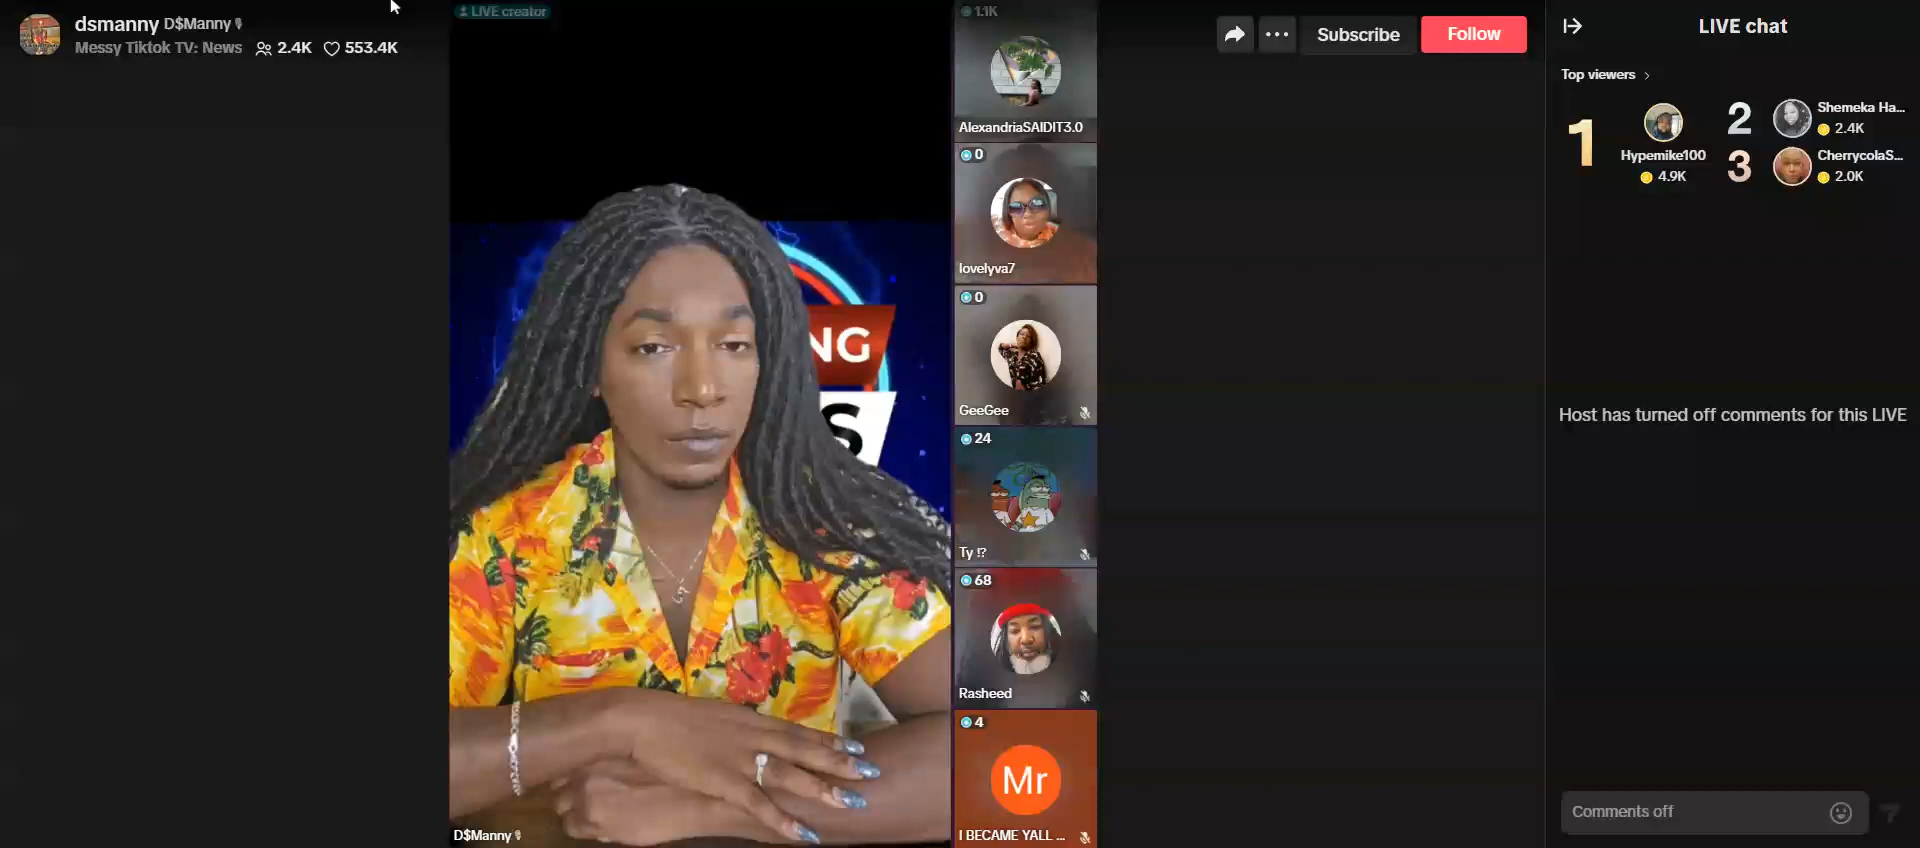 dsmanny D$Manny
Messy Tiktok TV: News 2.4K 553.4K
LIVE creator
1.1K
Subscribe
Follow
AlexandriaSAIDIT3.0
0
lovelyva7
0
GeeGee
24
Ty !?
68
Rasheed
4
Mr
I BECAME YALL ...
NG
S
D$Manny
LIVE chat
Top viewers
1
Hypemike100
4.9K
2
Shemeka Ha...
2.4K
3
CherrycolaS...
2.0K
Host has turned off comments for this LIVE
Comments off